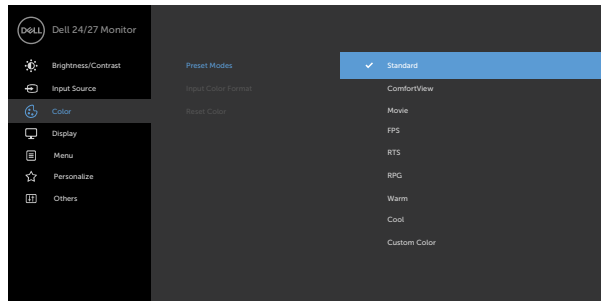 DELL Dell 24/27 Monitor
Brightness/Contrast
Input Source
Color
Display
Menu
Personalize
Others
Preset Modes
Input Color Format
Reset Color
Standard
ComfortView
Movie
FPS
RTS
RPG
Warm
Cool
Custom Color